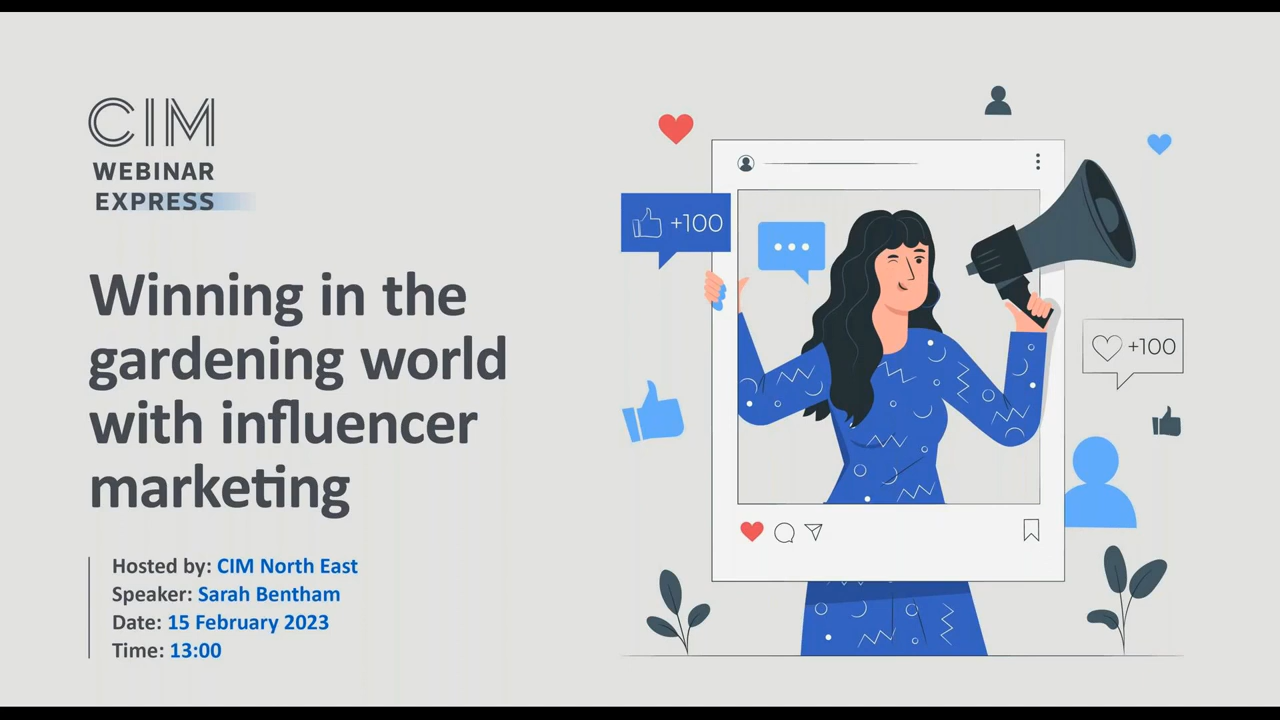 CIM
WEBINAR
EXPRESS
Winning in the
gardening world
with influencer
marketing
Hosted by: CIM North East
Speaker: Sarah Bentham
Date: 15 February 2023
Time: 13:00
+100
+100